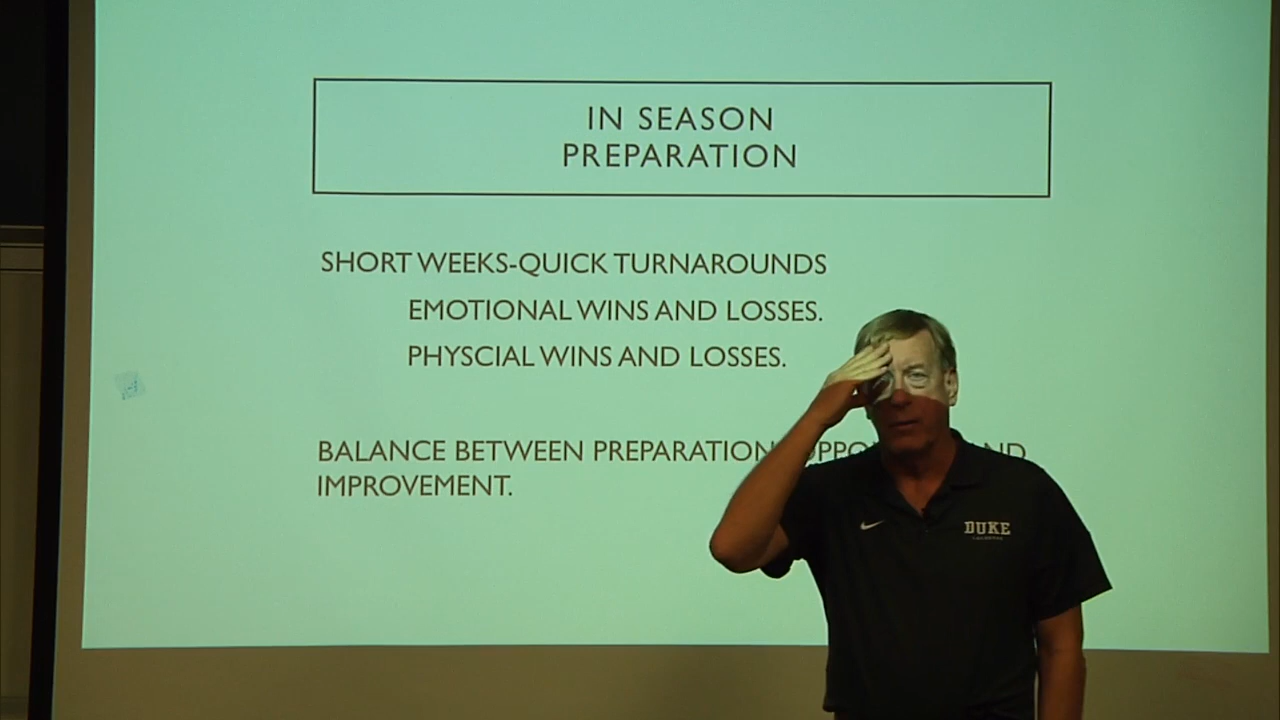 IN SEASON
PREPARATION
SHORT WEEKS-QUICK TURNAROUNDS
EMOTIONAL WINS AND LOSSES.
PHYSCIAL WINS AND LOSSES.
BALANCE BETWEEN PREPARATION
IMPROVEMENT.
DUKE